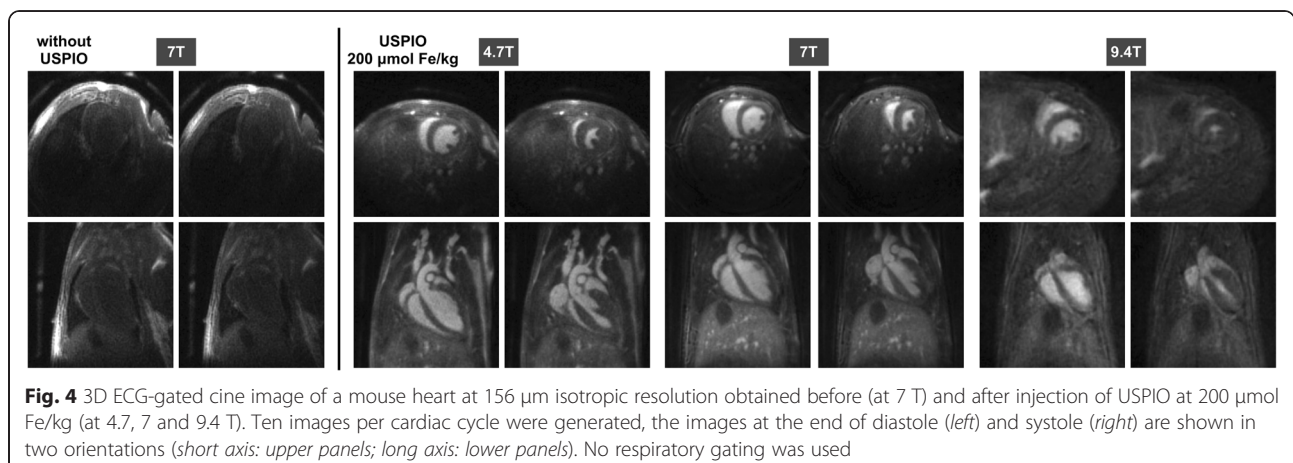 without USPIO
7T
USPIO
200 µmol Fe/kg
4.7T
7T
9.4T
Fig. 4 3D ECG-gated cine image of a mouse heart at 156 µm isotropic resolution obtained before (at 7 T) and after injection of USPIO at 200 µmol
Fe/kg (at 4.7, 7 and 9.4 T). Ten images per cardiac cycle were generated, the images at the end of diastole (left) and systole (right) are shown in
two orientations (short axis: upper panels; long axis: lower panels). No respiratory gating was used